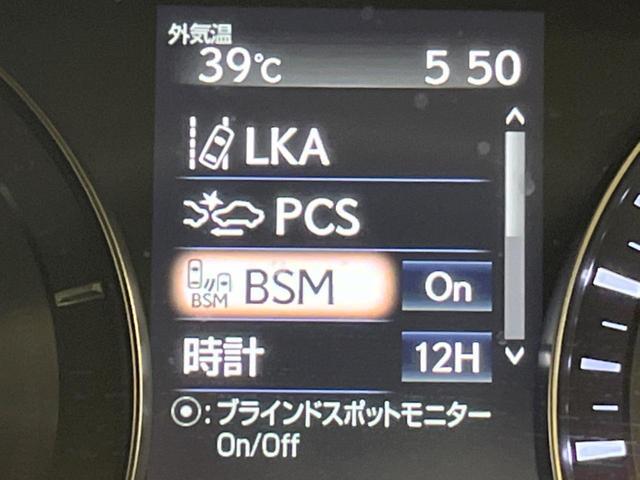 外気温
39℃ 5 50
LKA
PCS
BSM BSM On
時計 12H
⦿:ブラインドスポットモニター
On/Off